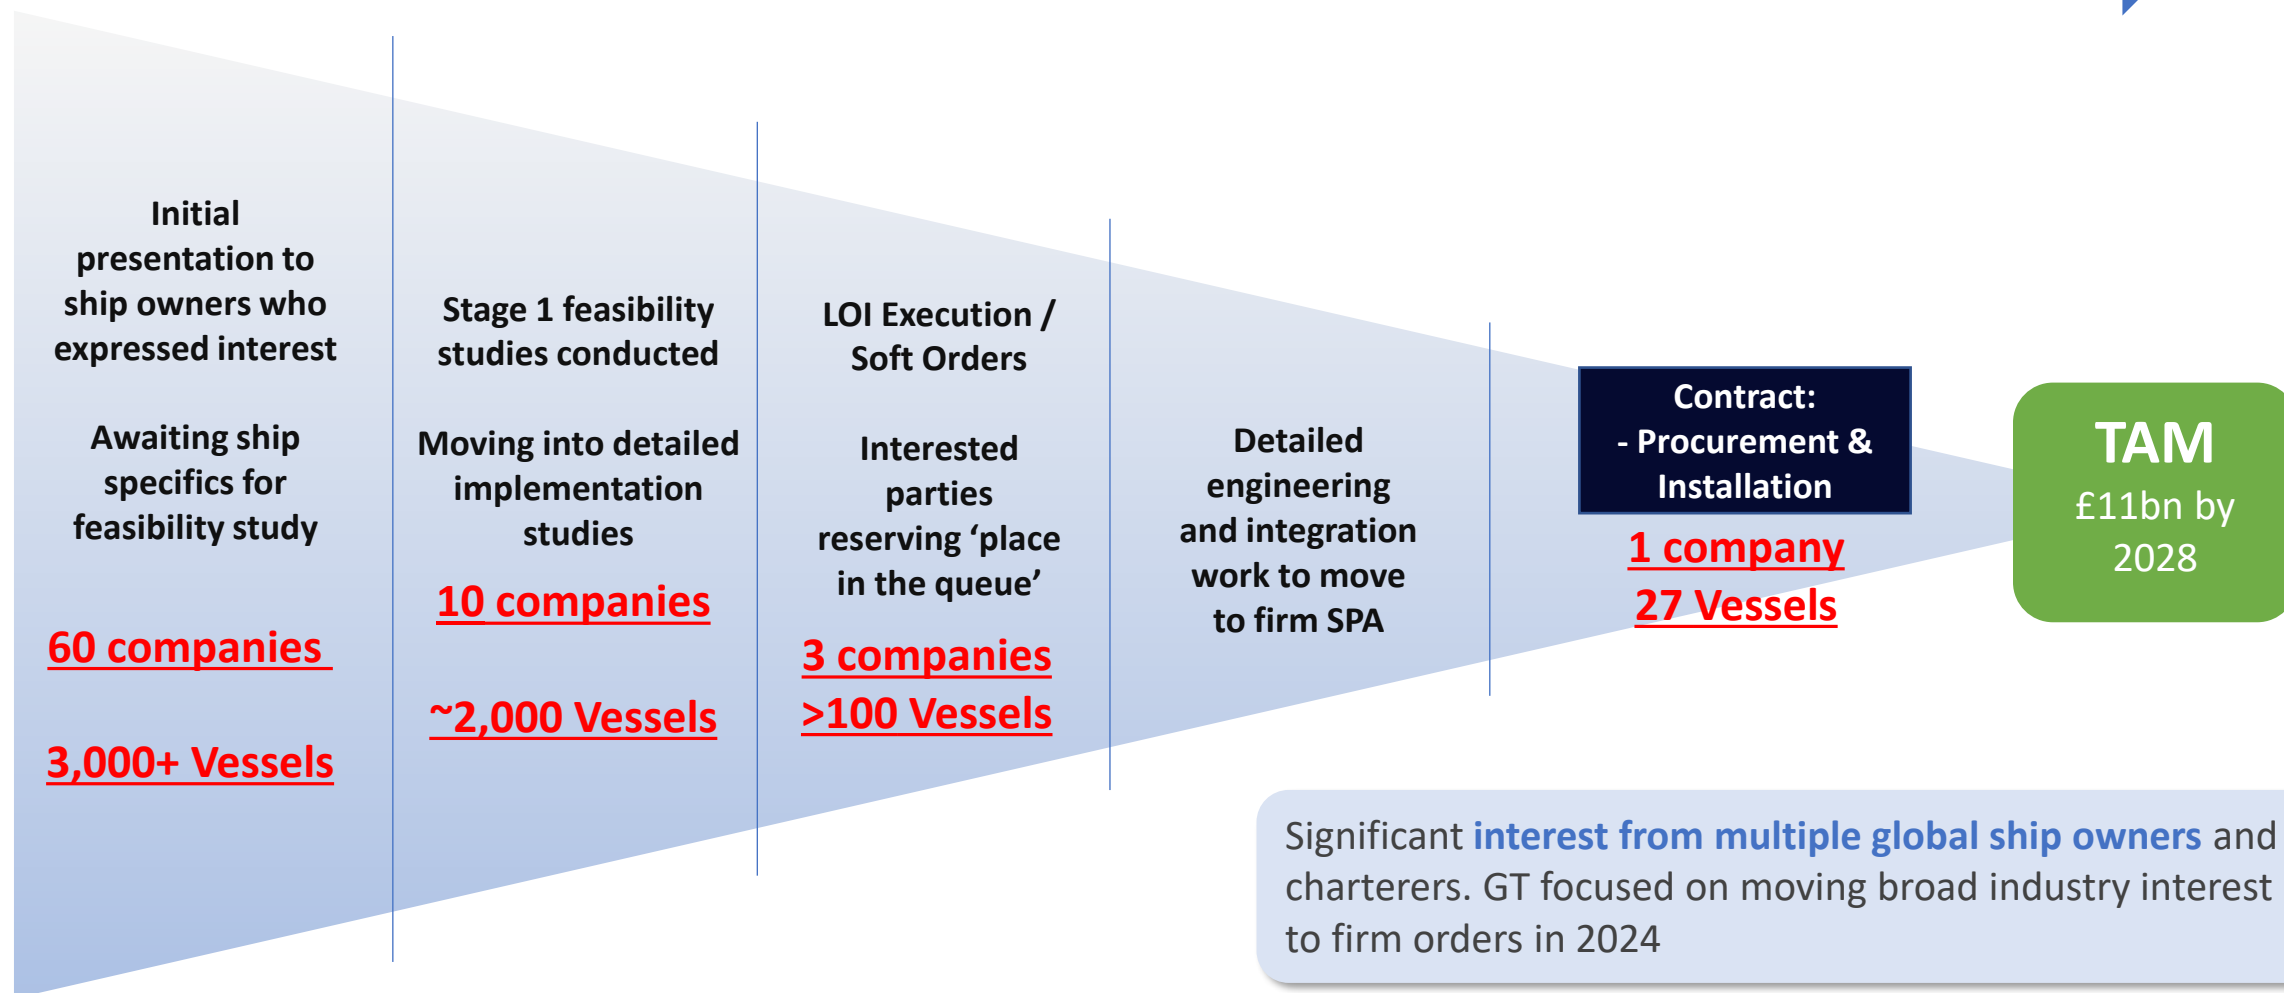 Initial
presentation to
ship owners who
expressed interest
Awaiting ship
specifics for
feasibility study
60 companies
3,000+ Vessels
Stage 1 feasibility
studies conducted
Moving into detailed
implementation
studies
10 companies
~2,000 Vessels
LOI Execution /
Soft Orders
Interested
parties
reserving ‘place
in the queue’
3 companies
>100 Vessels
Detailed
engineering
and integration
work to move
to firm SPA
Contract:
- Procurement &
Installation
1 company
27 Vessels
TAM
£11bn by
2028
Significant interest from multiple global ship owners and
charterers. GT focused on moving broad industry interest
to firm orders in 2024